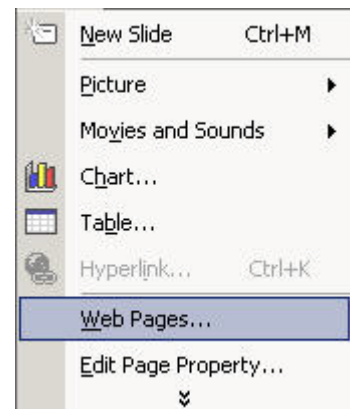 New Slide Ctrl+M
Picture
Movies and Sounds
Chart...
Table...
Hyperlink... Ctrl+K
Web Pages...
Edit Page Property...